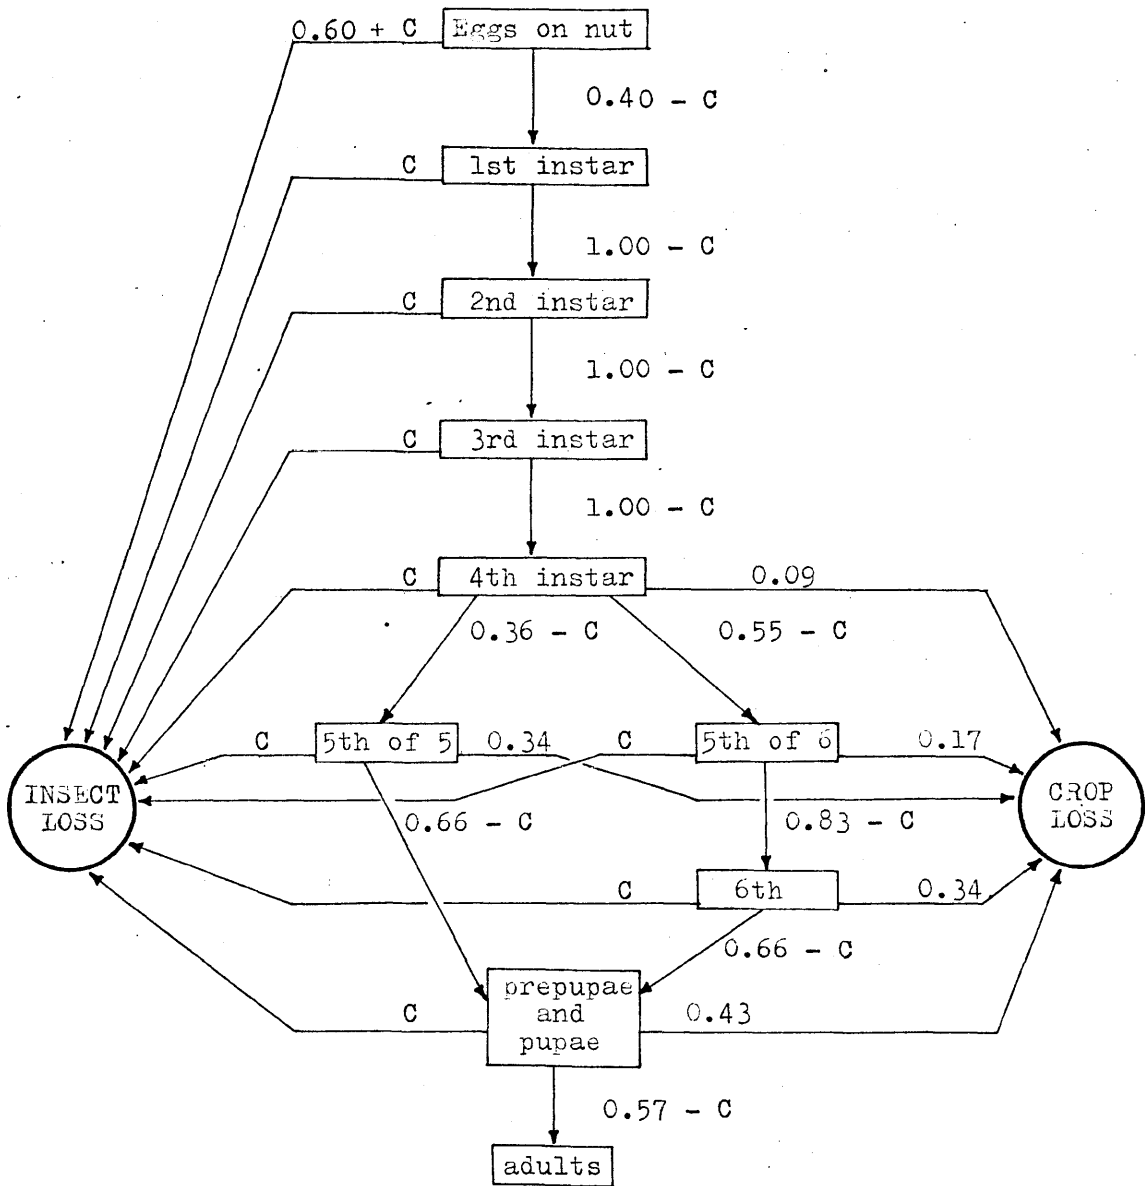 0.60 + C
Eggs on nut
0.40 - C
C
1st instar
1.00 - C
C
2nd instar
1.00 - C
C
3rd instar
1.00 - C
C
4th instar
0.09
0.36 - C
0.55 - C
C
5th of 5
0.34
C
5th of 6
0.17
INSECT
LOSS
CROP
LOSS
0.66 - C
0.83 - C
C
6th
0.34
0.66 - C
C
prepupae
and
pupae
0.43
0.57 - C
adults